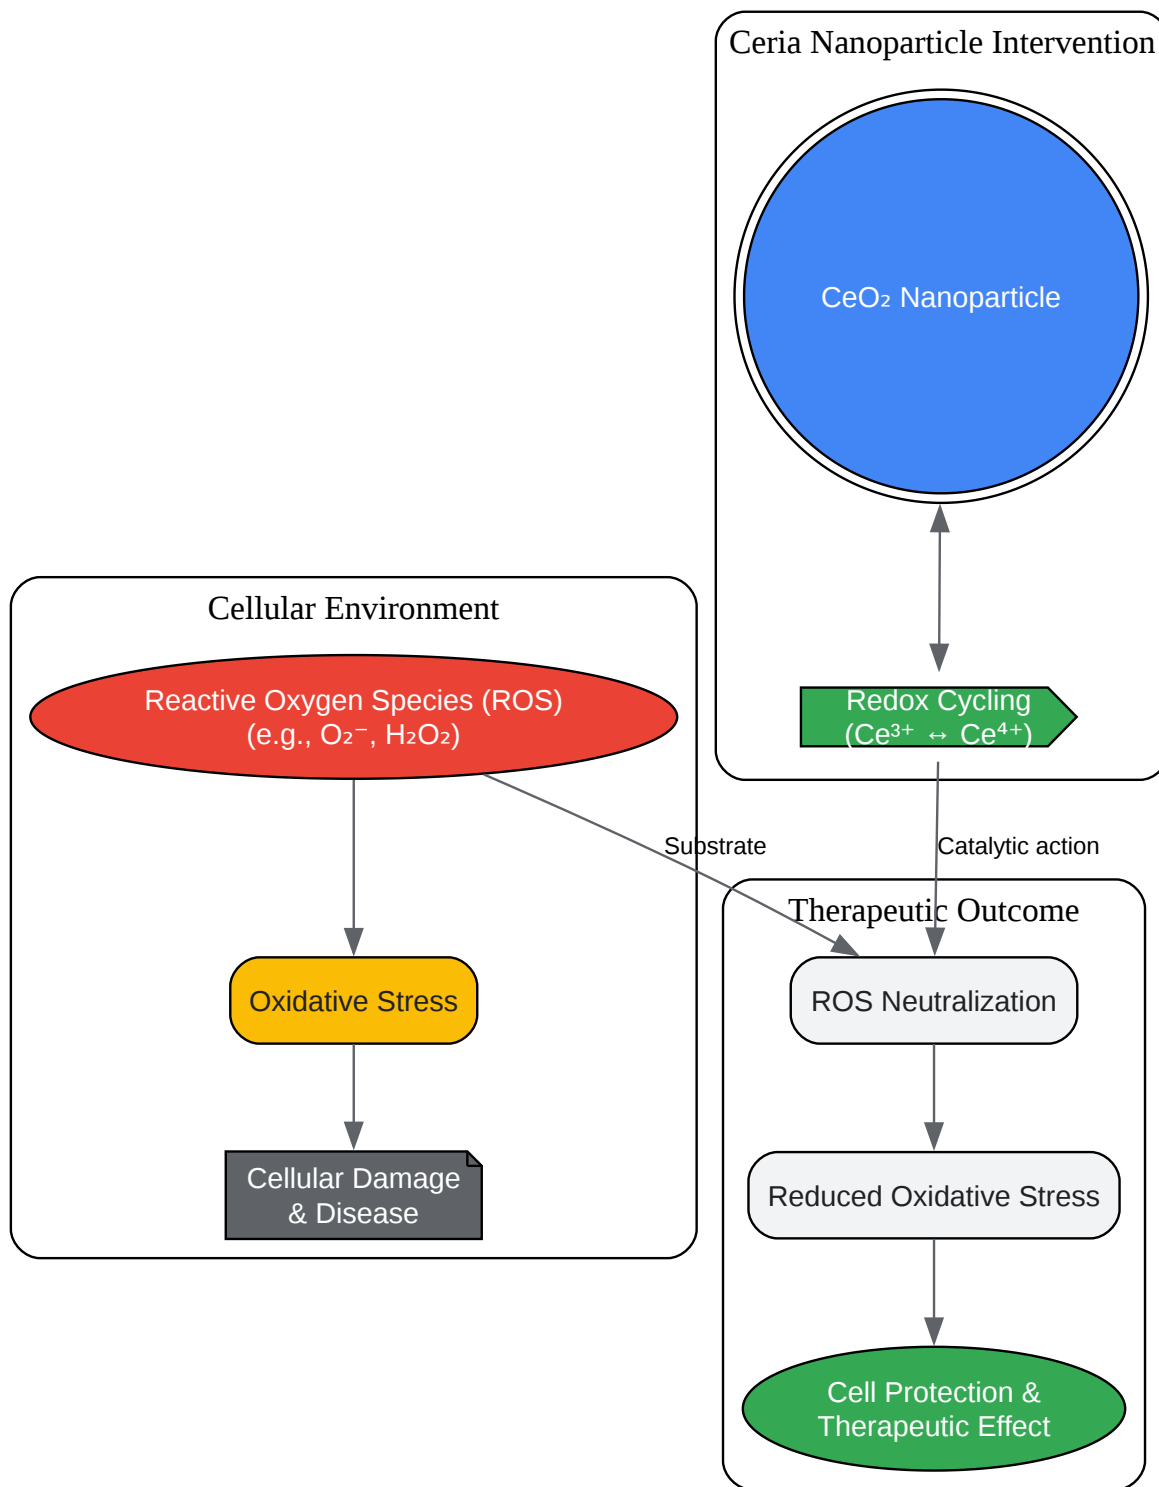 Ceria Nanoparticle Intervention
CeO₂ Nanoparticle
Redox Cycling
(Ce³⁺ ↔ Ce⁴⁺)
Cellular Environment
Reactive Oxygen Species (ROS)
(e.g., O₂⁻, H₂O₂)
Substrate
Catalytic action
Oxidative Stress
Cellular Damage
& Disease
Therapeutic Outcome
ROS Neutralization
Reduced Oxidative Stress
Cell Protection &
Therapeutic Effect